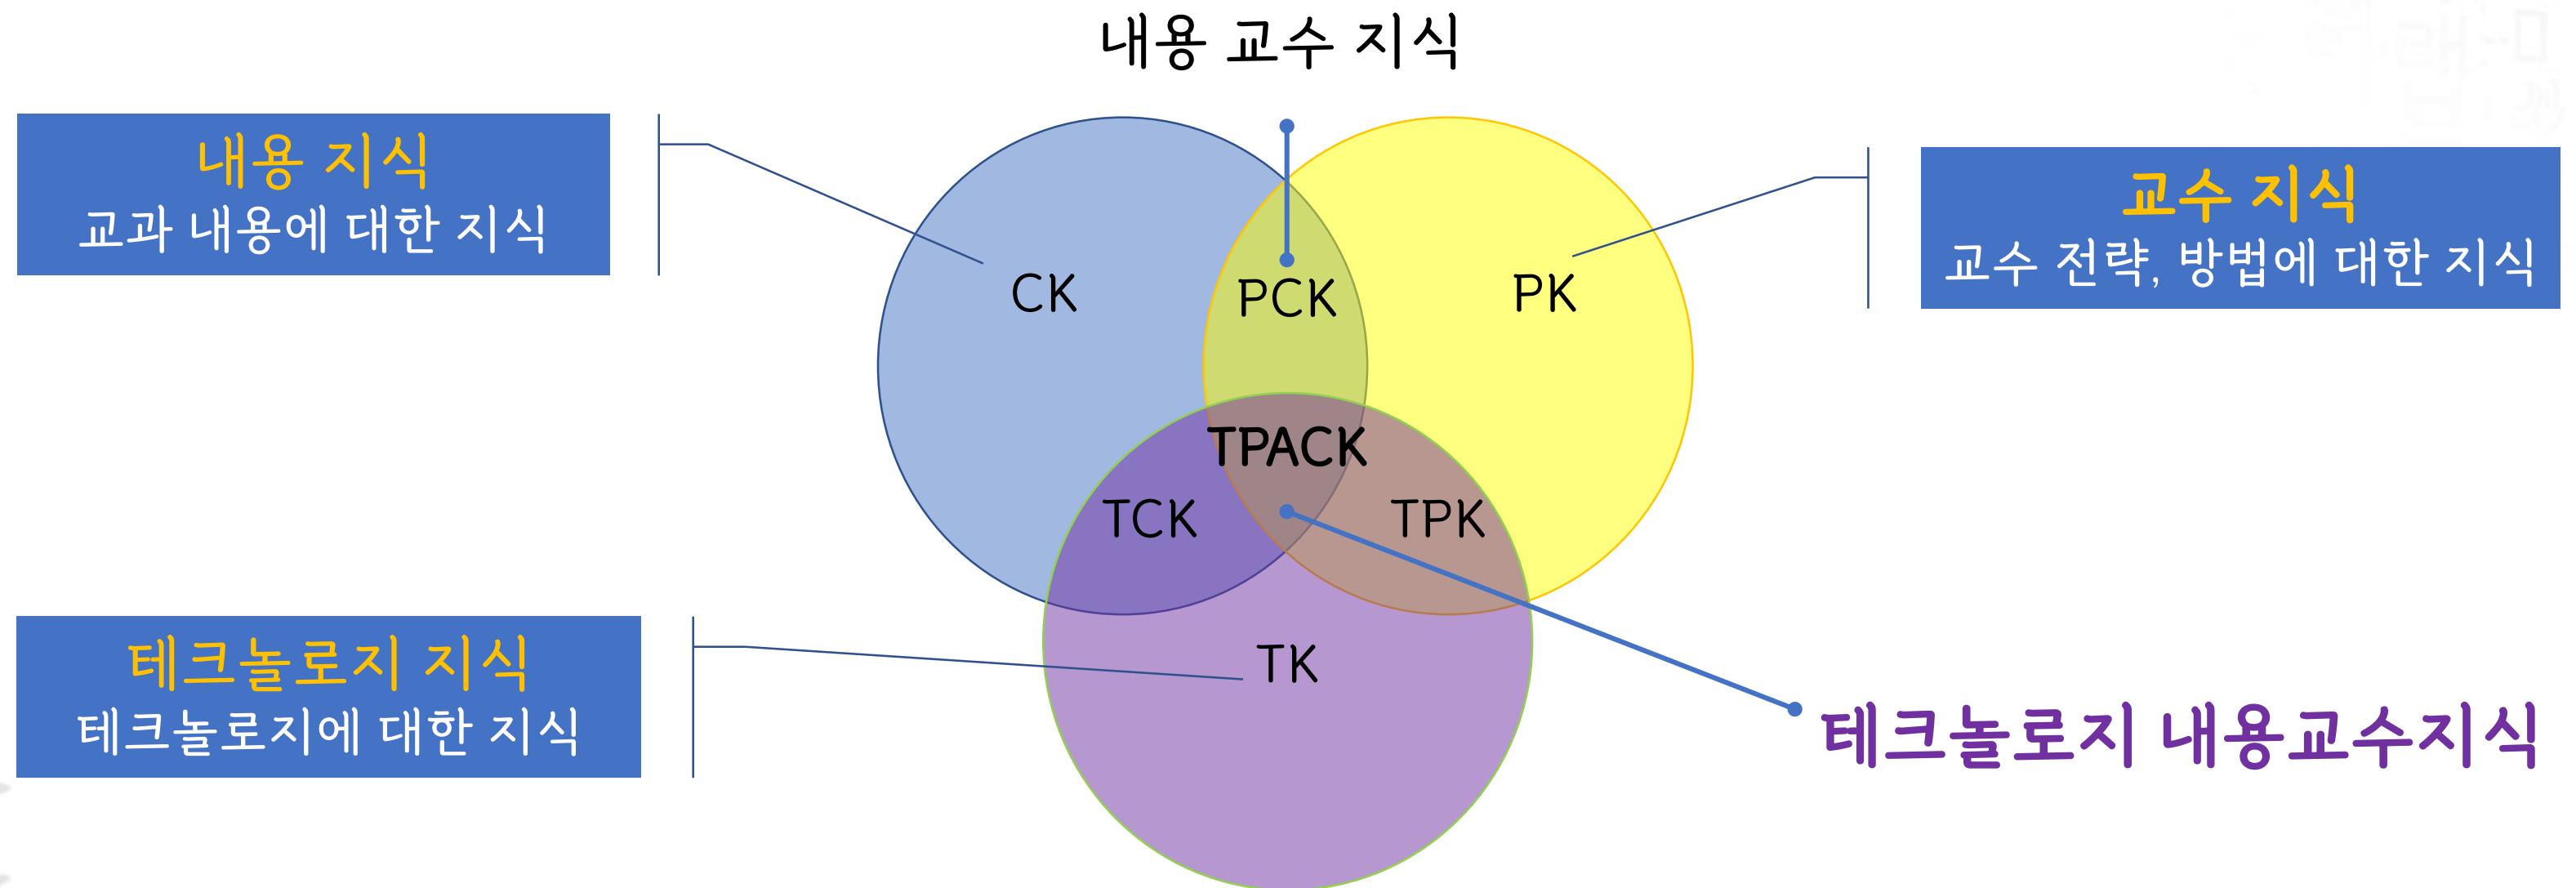 내용 교수 지식
내용 지식
교과 내용에 대한 지식
교수 지식
교수 전략, 방법에 대한 지식
CK
PCK
PK
TPACK
TCK
TPK
TK
테크놀로지 지식
테크놀로지에 대한 지식
테크놀로지 내용교수지식